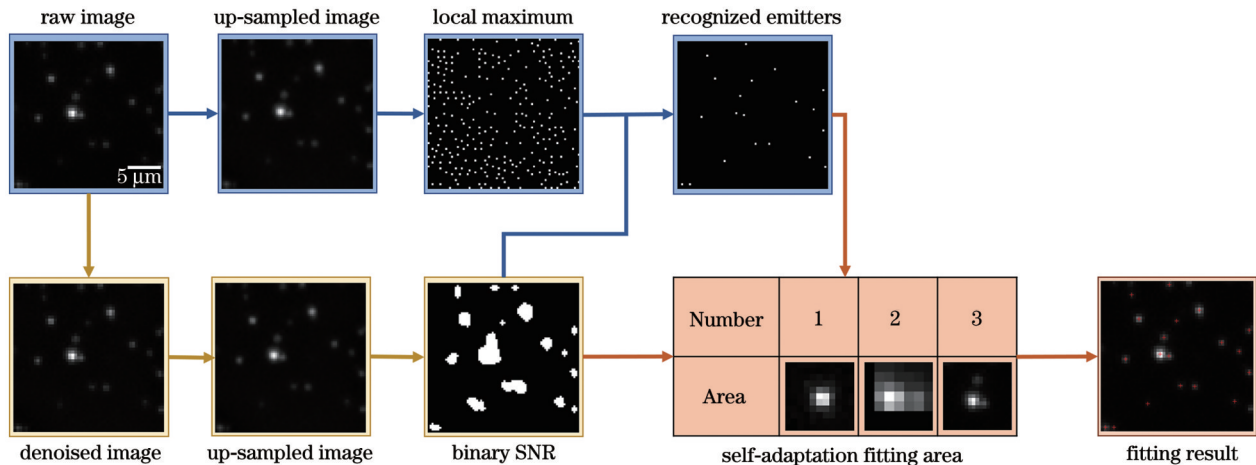 raw image
up-sampled image
local maximum
recognized emitters
5 μm
Number
1
2
3
Area
denoised image
up-sampled image
binary SNR
self-adaptation fitting area
fitting result